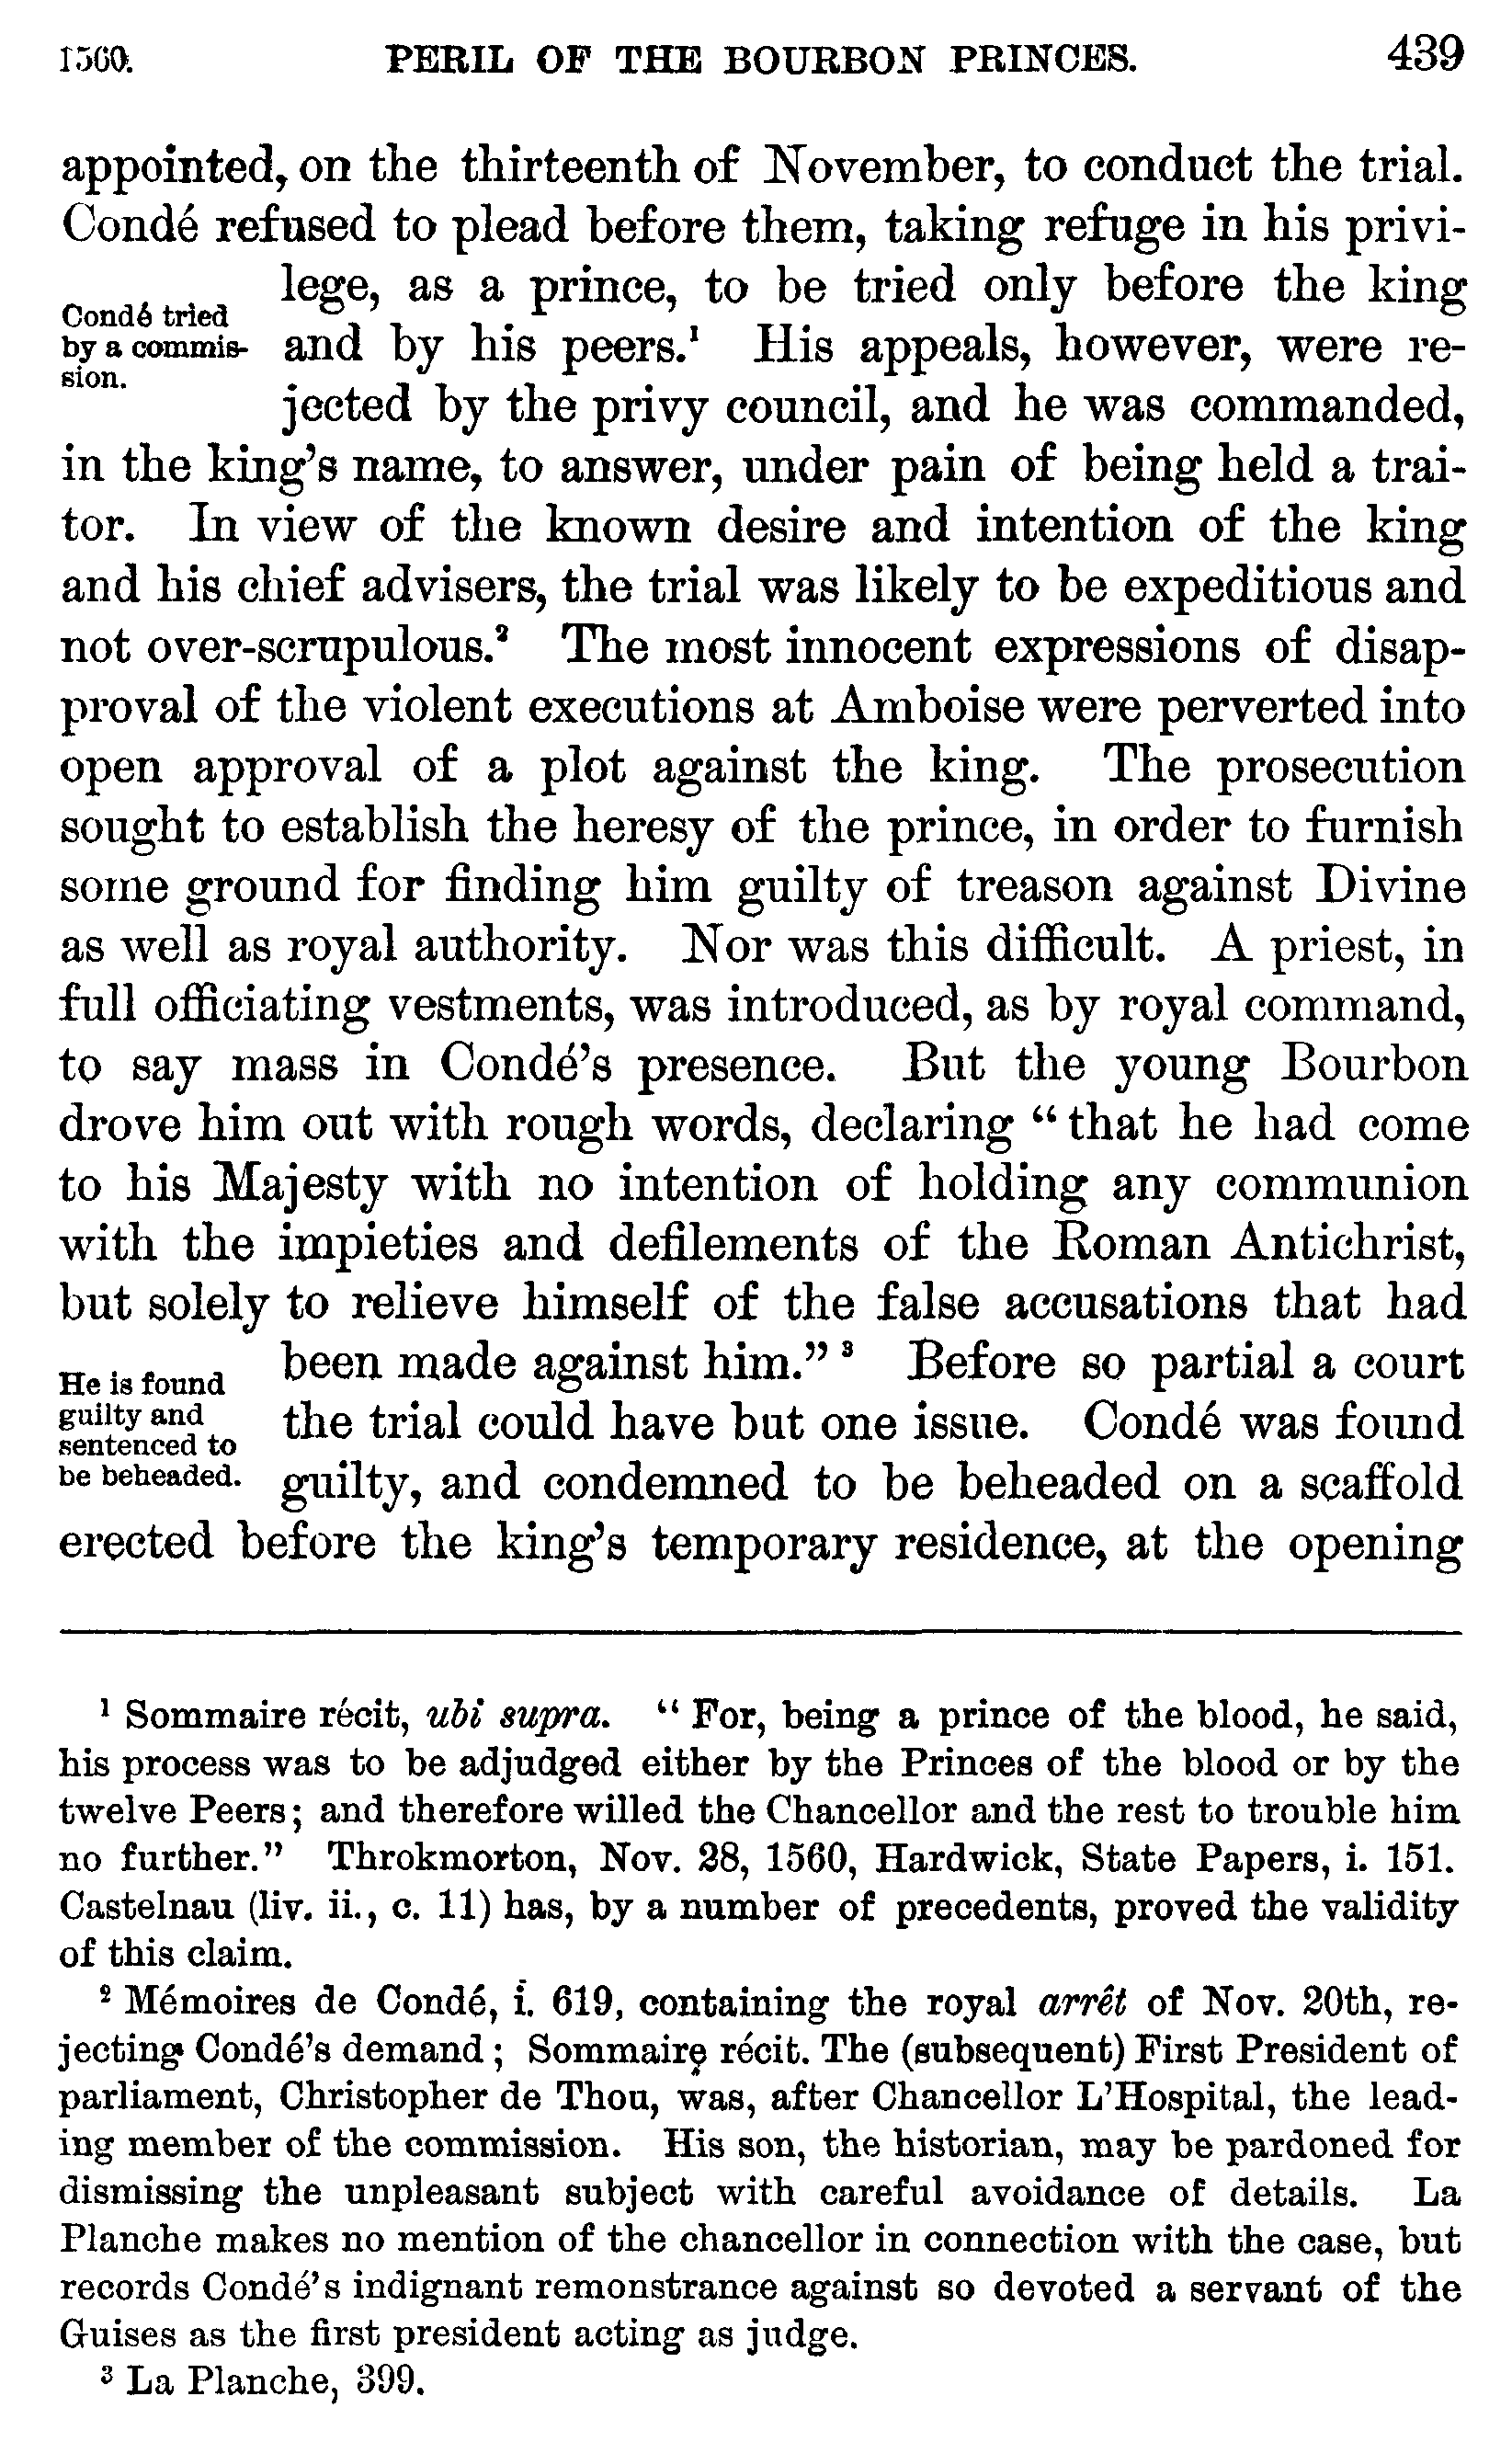 1560. PERIL OF THE BOURBON PRINCES. 439
appointed, on the thirteenth of November, to conduct the trial.
Condé refused to plead before them, taking refuge in his privi-
lege, as a prince, to be tried only before the king
Condé tried
by a commis-
sion.
and by his peers.¹ His appeals, however, were re-
jected by the privy council, and he was commanded,
in the king's name, to answer, under pain of being held a trai-
tor. In view of the known desire and intention of the king
and his chief advisers, the trial was likely to be expeditious and
not over-scrupulous.² The most innocent expressions of disap-
proval of the violent executions at Amboise were perverted into
open approval of a plot against the king. The prosecution
sought to establish the heresy of the prince, in order to furnish
some ground for finding him guilty of treason against Divine
as well as royal authority. Nor was this difficult. A priest, in
full officiating vestments, was introduced, as by royal command,
to say mass in Condé's presence. But the young Bourbon
drove him out with rough words, declaring "that he had come
to his Majesty with no intention of holding any communion
with the impieties and defilements of the Roman Antichrist,
but solely to relieve himself of the false accusations that had
been made against him." ³ Before so partial a court
He is found
guilty and
sentenced to
be beheaded.
the trial could have but one issue. Condé was found
guilty, and condemned to be beheaded on a scaffold
erected before the king's temporary residence, at the opening
¹ Sommaire récit, ubi supra. "For, being a prince of the blood, he said,
his process was to be adjudged either by the Princes of the blood or by the
twelve Peers; and therefore willed the Chancellor and the rest to trouble him
no further." Throkmorton, Nov. 28, 1560, Hardwick, State Papers, i. 151.
Castelnau (liv. ii., c. 11) has, by a number of precedents, proved the validity
of this claim.
² Mémoires de Condé, i. 619, containing the royal arrêt of Nov. 20th, re-
jecting Condé's demand; Sommaire récit. The (subsequent) First President of
parliament, Christopher de Thou, was, after Chancellor L'Hospital, the lead-
ing member of the commission. His son, the historian, may be pardoned for
dismissing the unpleasant subject with careful avoidance of details. La
Planche makes no mention of the chancellor in connection with the case, but
records Condé's indignant remonstrance against so devoted a servant of the
Guises as the first president acting as judge.
³ La Planche, 399.